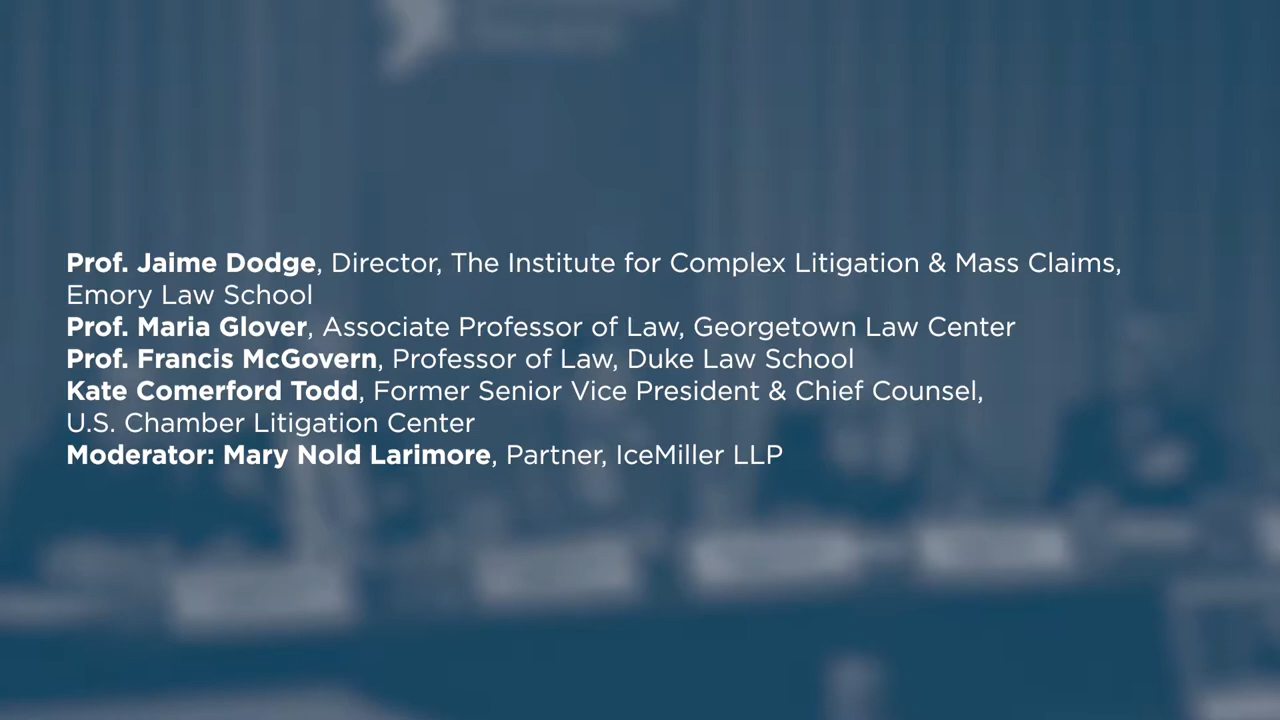 Prof. Jaime Dodge, Director, The Institute for Complex Litigation & Mass Claims,
Emory Law School
Prof. Maria Glover, Associate Professor of Law, Georgetown Law Center
Prof. Francis McGovern, Professor of Law, Duke Law School
Kate Comerford Todd, Former Senior Vice President & Chief Counsel,
U.S. Chamber Litigation Center
Moderator: Mary Nold Larimore, Partner, IceMiller LLP